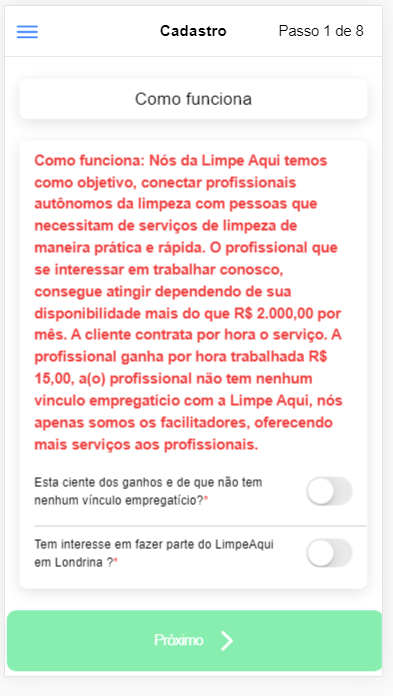 Cadastro Passo 1 de 8
Como funciona
Como funciona: Nós da Limpe Aqui temos
como objetivo, conectar profissionais
autônomos da limpeza com pessoas que
necessitam de serviços de limpeza de
maneira prática e rápida. O profissional que
se interessar em trabalhar conosco,
consegue atingir dependendo de sua
disponibilidade mais do que R$ 2.000,00 por
mês. A cliente contrata por hora o serviço. A
profissional ganha por hora trabalhada R$
15,00, a(o) profissional não tem nenhum
vinculo empregatício com a Limpe Aqui, nós
apenas somos os facilitadores, oferecendo
mais serviços aos profissionais.
Esta ciente dos ganhos e de que não tem
nenhum vínculo empregatício?*
Tem interesse em fazer parte do LimpeAqui
em Londrina ?*
Próximo